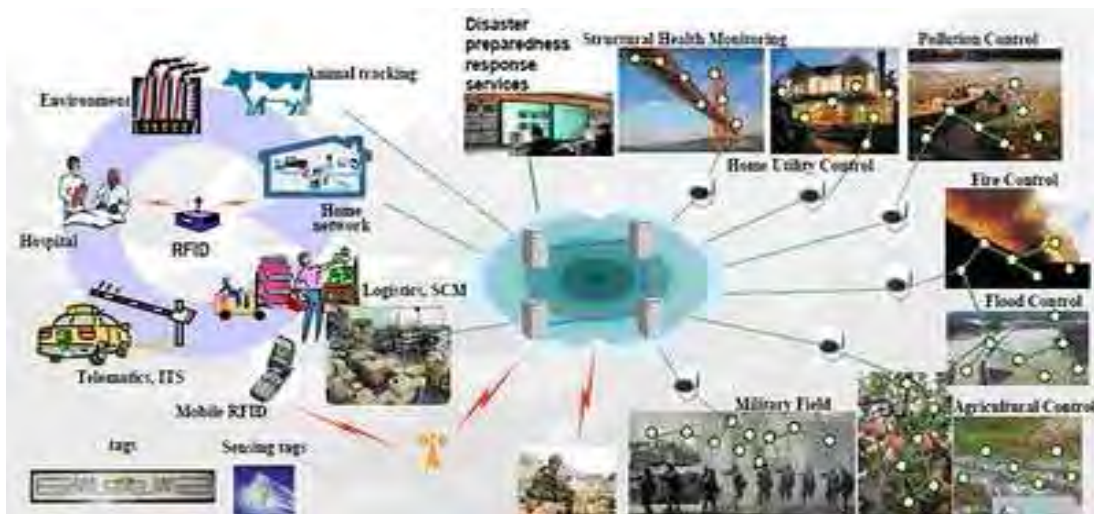 Disaster
preparedness
response
services
Structural Health Monitoring
Pollution Control
Animal tracking
Environment
Home Utility Control
Fire Control
Home
network
Hospital
RFID
Logistics, SCM
Flood Control
Telematics, ITS
Mobile RFID
Military Field
Agricultural Control
tags
Sensing tags